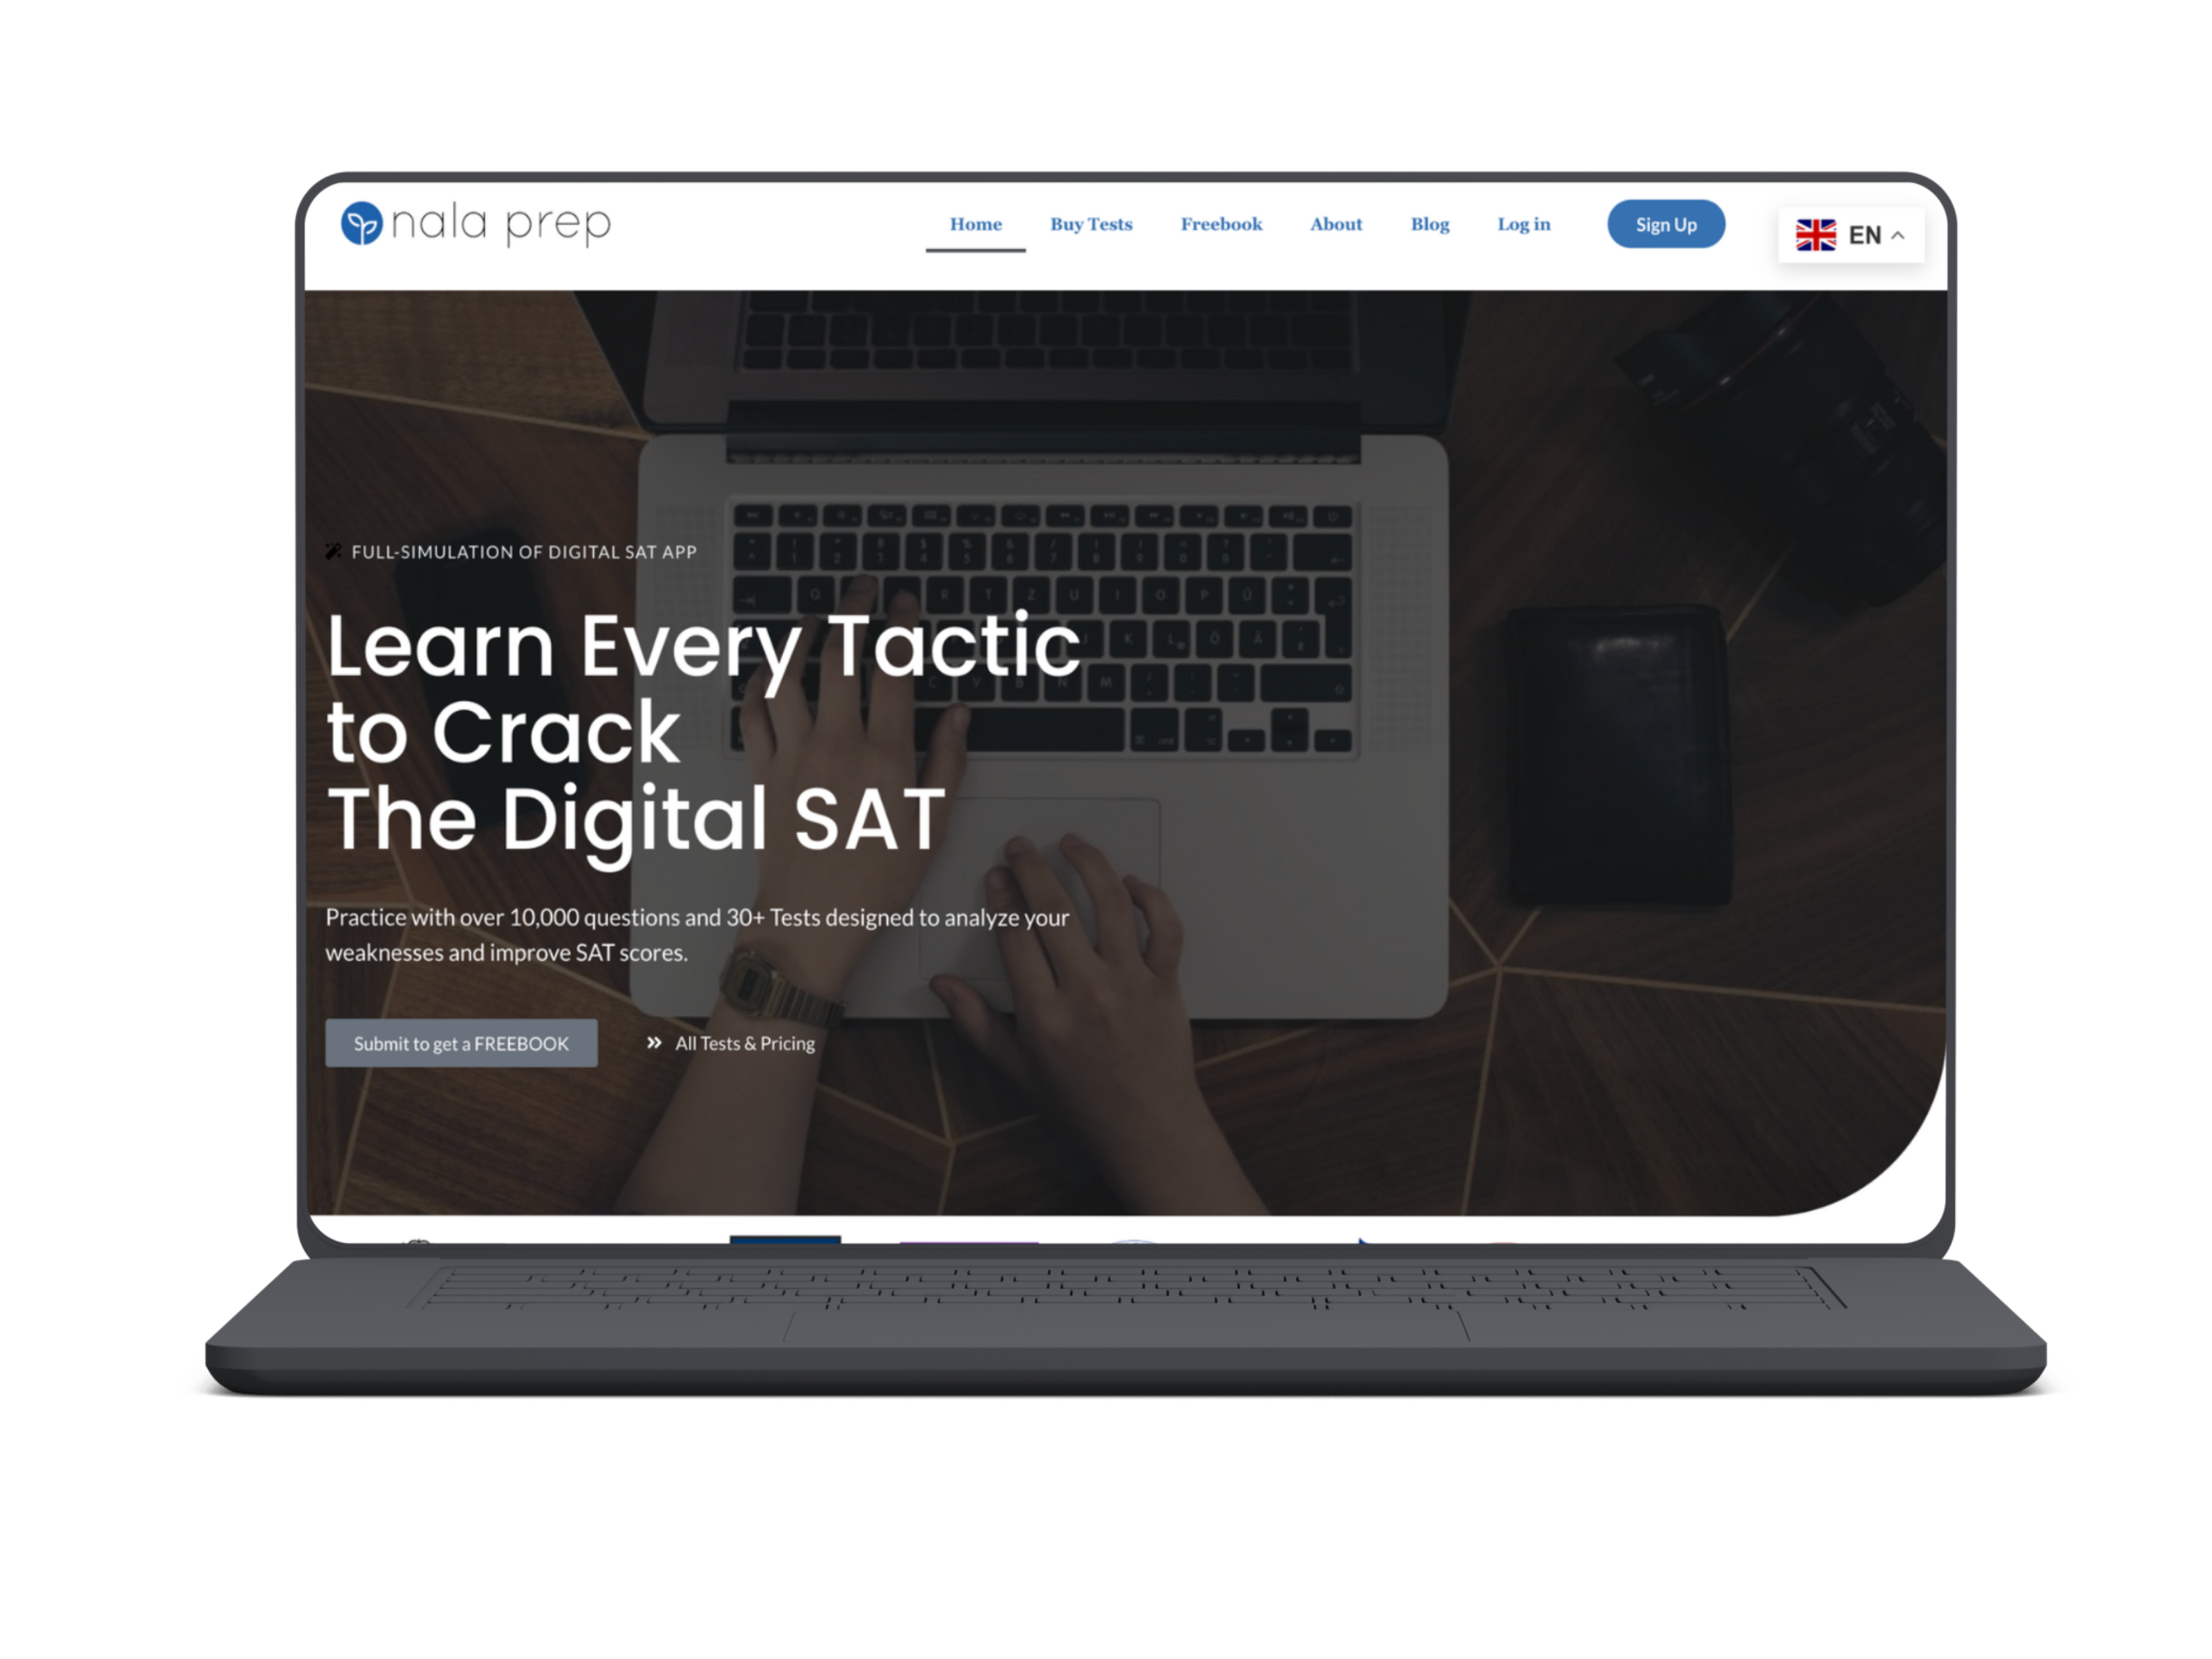 nala prep
Home
Buy Tests
Freebook
About
Blog
Log in
Sign Up
EN
FULL-SIMULATION OF DIGITAL SAT APP
Learn Every Tactic
to Crack
The Digital SAT
Practice with over 10,000 questions and 30+ Tests designed to analyze your
weaknesses and improve SAT scores.
Submit to get a FREEBOOK
All Tests & Pricing